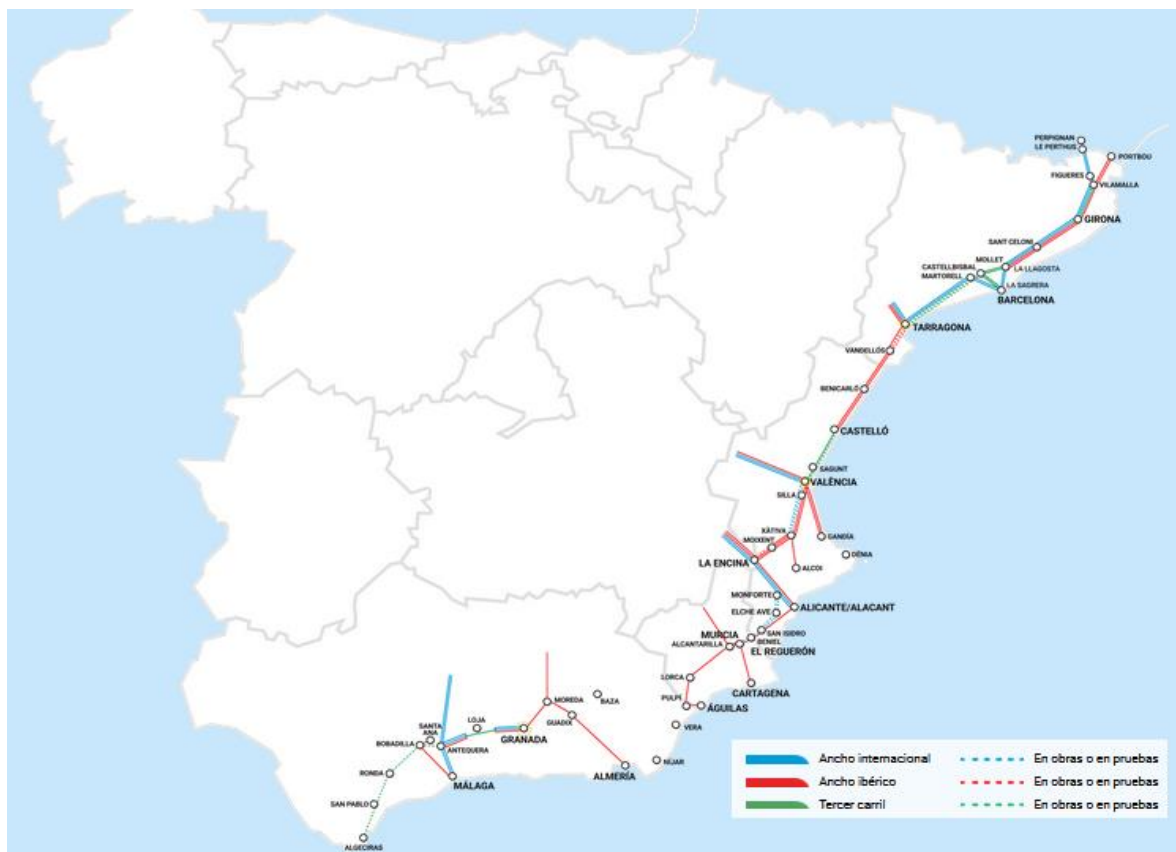 PERPIGNAN
LE PERTHUS
PORTBOU
FIGUERES
VILAMALLA
GIRONA
SANT CELONI
MOLLET
CASTELLBISBAL
LA LLAGOSTA
MARTORELL
LA SAGRERA
BARCELONA
TARRAGONA
VANDELLÓS
BENICARLÓ
CASTELLÓ
SAGUNT
VALÈNCIA
SILLA
XÀTIVA
GANDÍA
MOIXENT
DÉNIA
LA ENCINA
ALCOI
MONFORTE
ALICANTE/ALACANT
ELCHE AVE
SAN ISIDRO
MURCIA
BENIEL
ALCANTARILLA
EL REGUERÓN
LORCA
CARTAGENA
PULPÍ
ÁGUILAS
BAZA
MOREDA
VERA
GUADIX
LOJA
SANTA
ANA
GRANADA
BOBADILLA
ANTEQUERA
NÍJAR
ALMERÍA
RONDA
MÁLAGA
SAN PABLO
ALGECIRAS
Ancho internacional
En obras o en pruebas
Ancho ibérico
En obras o en pruebas
Tercer carril
En obras o en pruebas